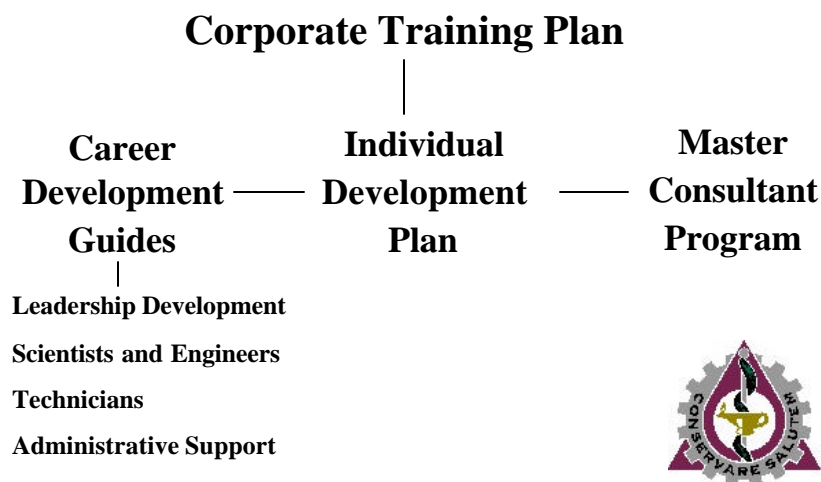 Corporate Training Plan
Career
Development
Guides
Individual
Development
Plan
Master
Consultant
Program
Leadership Development
Scientists and Engineers
Technicians
Administrative Support
CONSERVARE SALUTEM